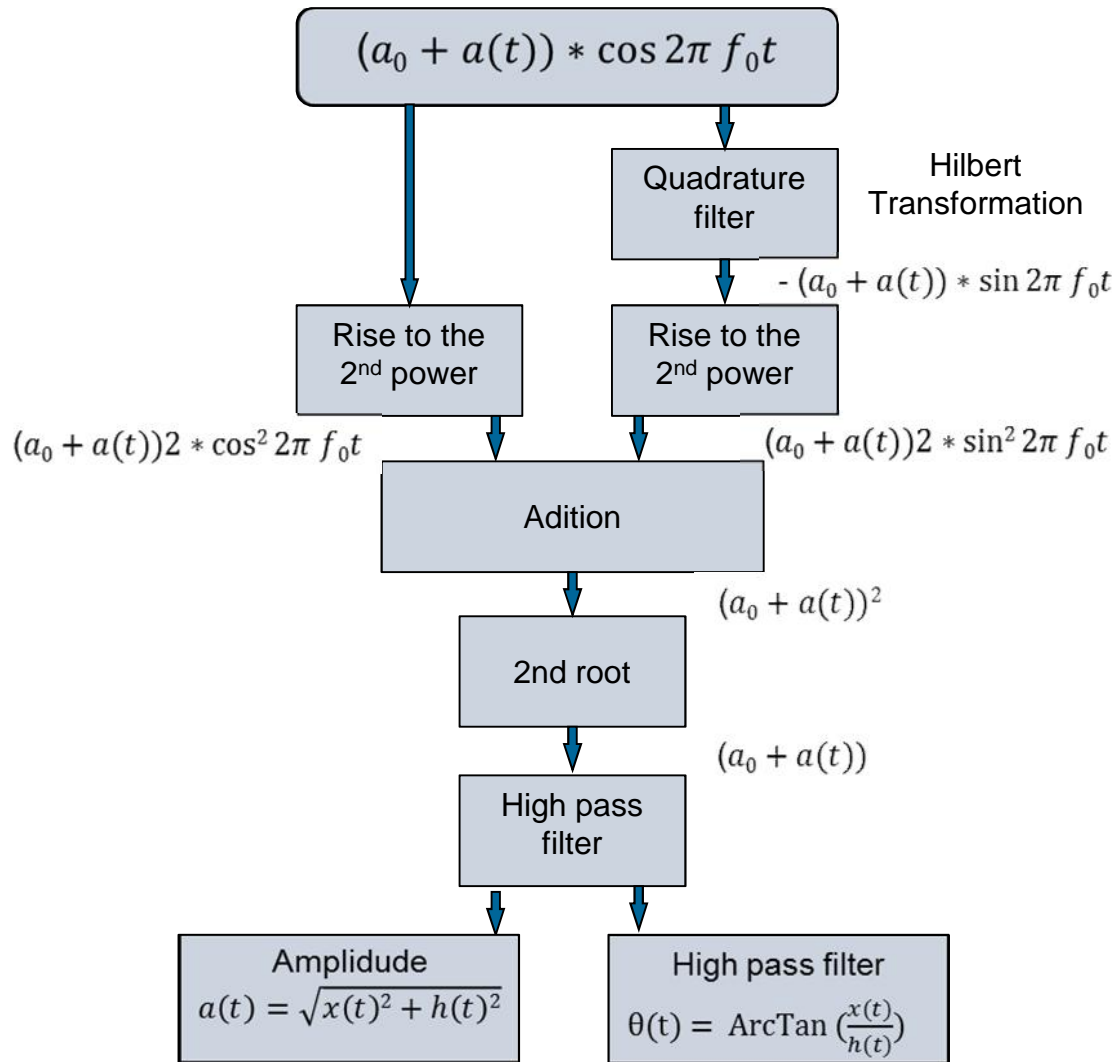 (a₀ + a(t)) ∗ cos 2π f₀t
Quadrature
filter
Hilbert
Transformation
- (a₀ + a(t)) ∗ sin 2π f₀t
Rise to the
2nd power
Rise to the
2nd power
(a₀ + a(t))2 ∗ cos² 2π f₀t
(a₀ + a(t))2 ∗ sin² 2π f₀t
Adition
(a₀ + a(t))²
2nd root
(a₀ + a(t))
High pass
filter
Amplidude
a(t) = √(x(t)² + h(t)²)
High pass filter
θ(t) = ArcTan (x(t)/h(t))